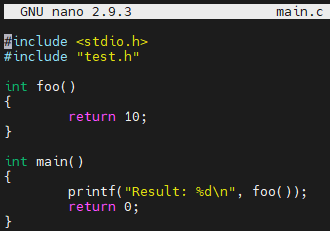 GNU nano 2.9.3 main.c
#include <stdio.h>
#include "test.h"
int foo()
{
return 10;
}
int main()
{
printf("Result: %d\n", foo());
return 0;
}